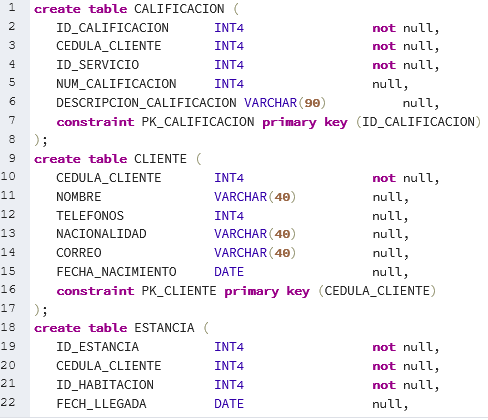 1 create table CALIFICACION (
2 ID_CALIFICACION INT4 not null,
3 CEDULA_CLIENTE INT4 not null,
4 ID_SERVICIO INT4 not null,
5 NUM_CALIFICACION INT4 null,
6 DESCRIPCION_CALIFICACION VARCHAR(90) null,
7 constraint PK_CALIFICACION primary key (ID_CALIFICACION)
8 );
9 create table CLIENTE (
10 CEDULA_CLIENTE INT4 not null,
11 NOMBRE VARCHAR(40) null,
12 TELEFONOS INT4 null,
13 NACIONALIDAD VARCHAR(40) null,
14 CORREO VARCHAR(40) null,
15 FECHA_NACIMIENTO DATE null,
16 constraint PK_CLIENTE primary key (CEDULA_CLIENTE)
17 );
18 create table ESTANCIA (
19 ID_ESTANCIA INT4 not null,
20 CEDULA_CLIENTE INT4 not null,
21 ID_HABITACION INT4 not null,
22 FECH_LLEGADA DATE null,